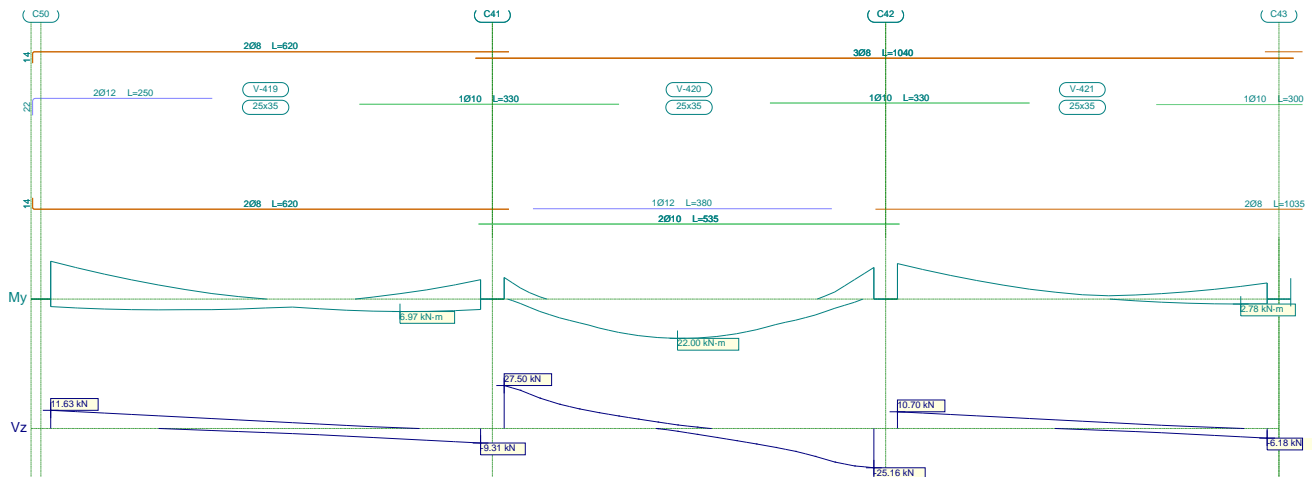 C50 C41 C42 C43
2Ø8 L=620
3Ø8 L=1040
14
2Ø12 L=250
V-419
V-420
V-421
22
25x35
1Ø10 L=330
25x35
1Ø10 L=330
25x35
1Ø10 L=300
14
2Ø8 L=620
1Ø12 L=380
2Ø8 L=1035
2Ø10 L=535
My
6.97 kN·m
22.00 kN·m
2.78 kN·m
Vz
11.63 kN
-9.31 kN
27.50 kN
-25.16 kN
10.70 kN
-6.18 kN